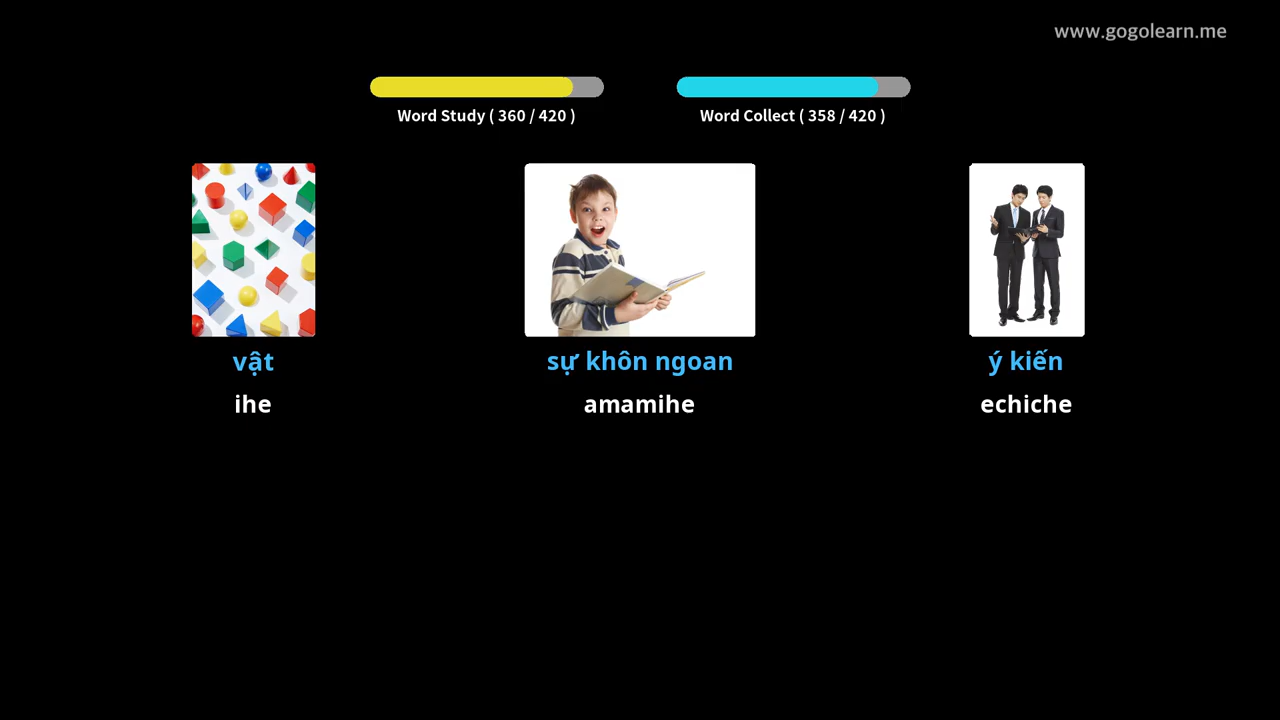 www.gogolearn.me
Word Study ( 360 / 420 )
Word Collect ( 358 / 420 )
vật
sự khôn ngoan
ý kiến
ihe
amamihe
echiche